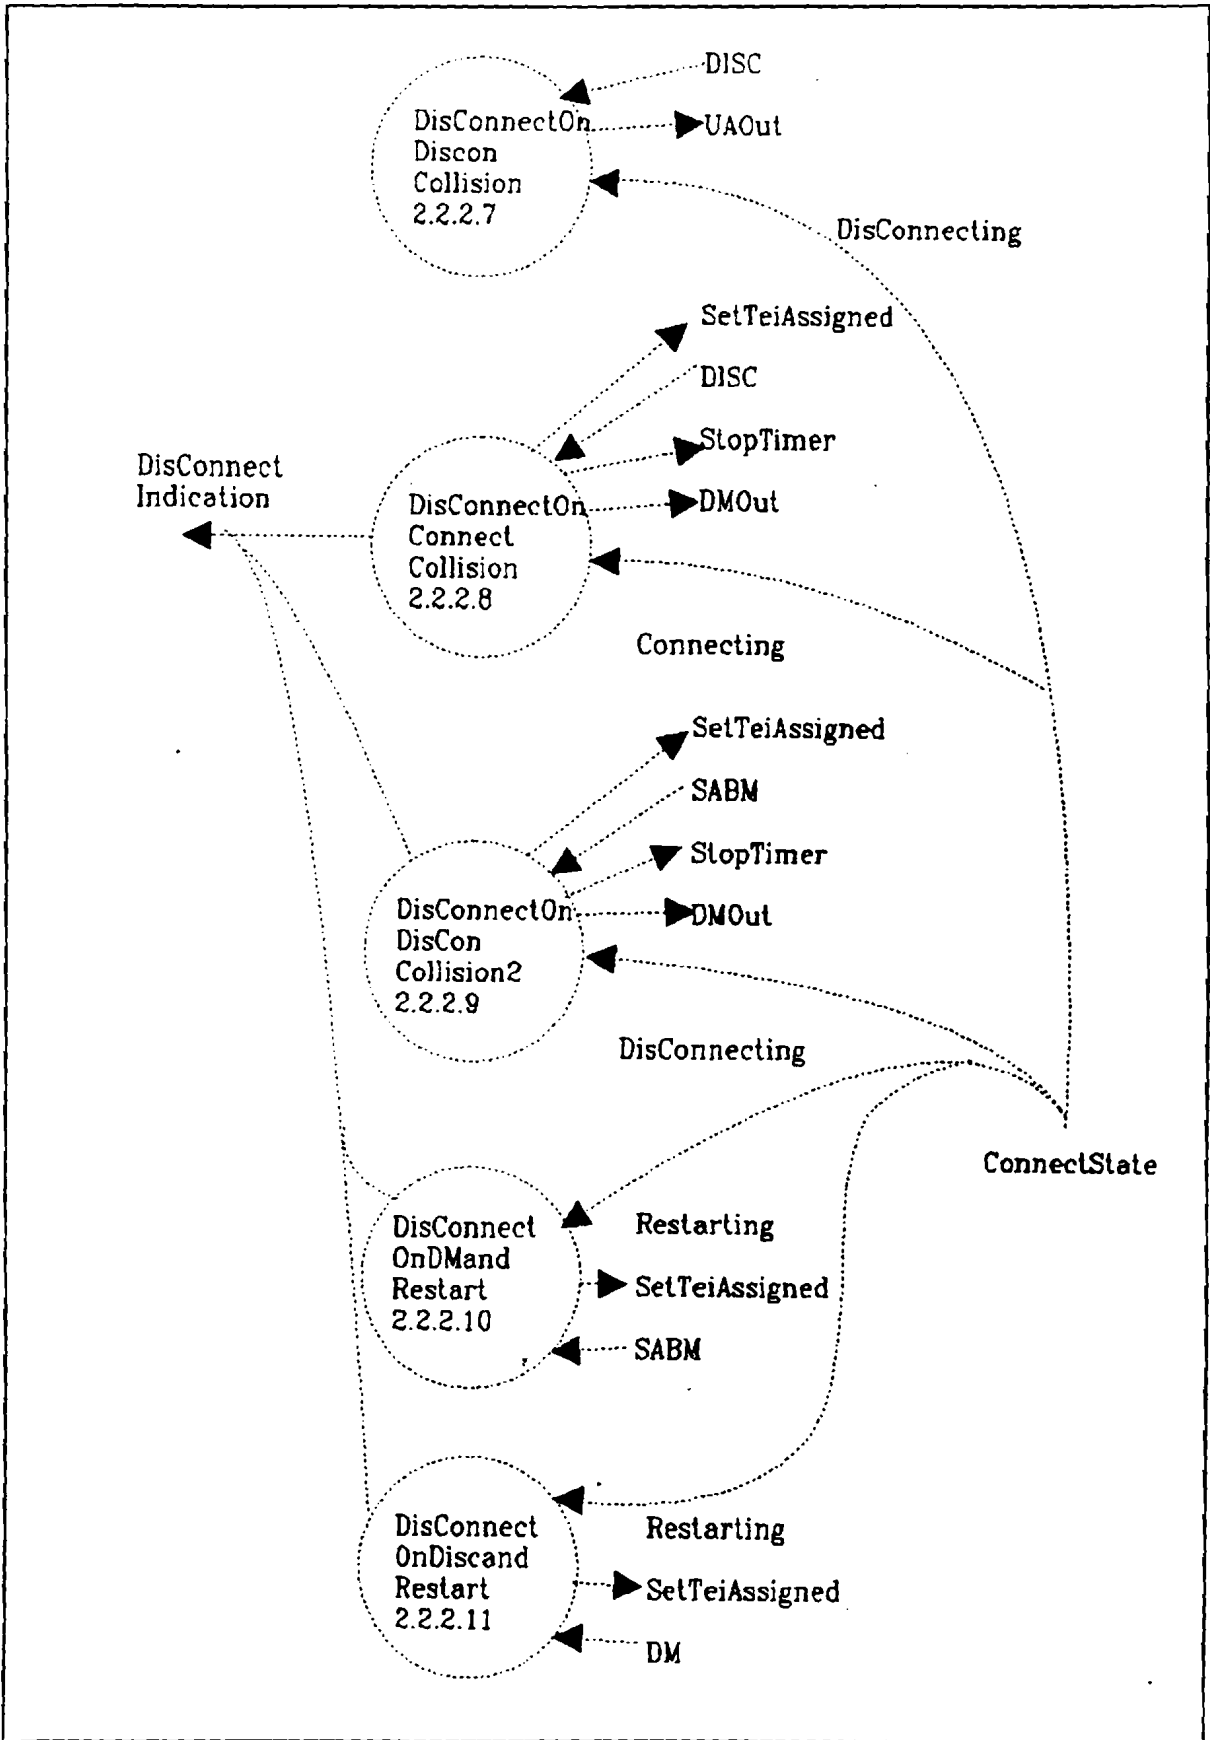 DISC
DisConnectOn
Discon
Collision
2.2.2.7
UAOut
DisConnecting
SetTeiAssigned
DISC
StopTimer
DisConnect
Indication
DisConnectOn
Connect
Collision
2.2.2.8
DMOut
Connecting
SetTeiAssigned
SABM
StopTimer
DisConnectOn
DisCon
Collision2
2.2.2.9
DMOut
DisConnecting
ConnectState
DisConnect
OnDMand
Restart
2.2.2.10
Restarting
SetTeiAssigned
SABM
DisConnect
OnDiscand
Restart
2.2.2.11
Restarting
SetTeiAssigned
DM